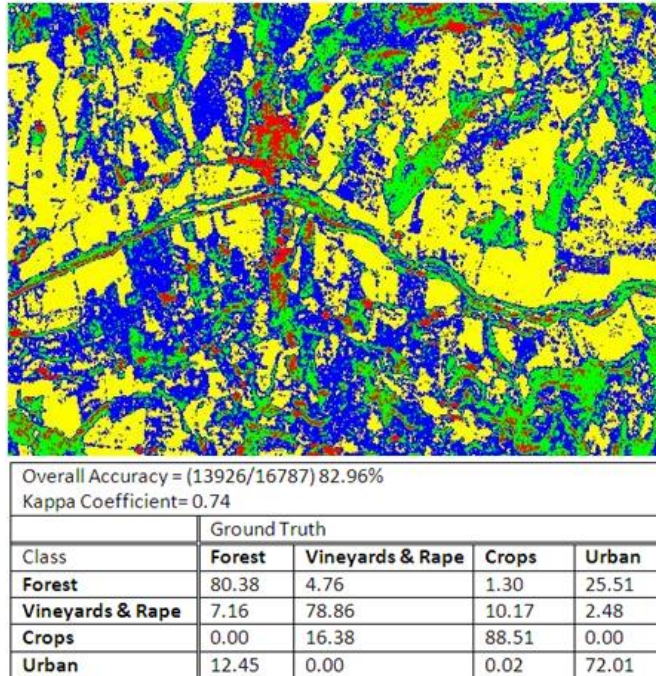 Overall Accuracy = (13926/16787) 82.96%
Kappa Coefficient= 0.74
Ground Truth
Class Forest Vineyards & Rape Crops Urban
Forest 80.38 4.76 1.30 25.51
Vineyards & Rape 7.16 78.86 10.17 2.48
Crops 0.00 16.38 88.51 0.00
Urban 12.45 0.00 0.02 72.01